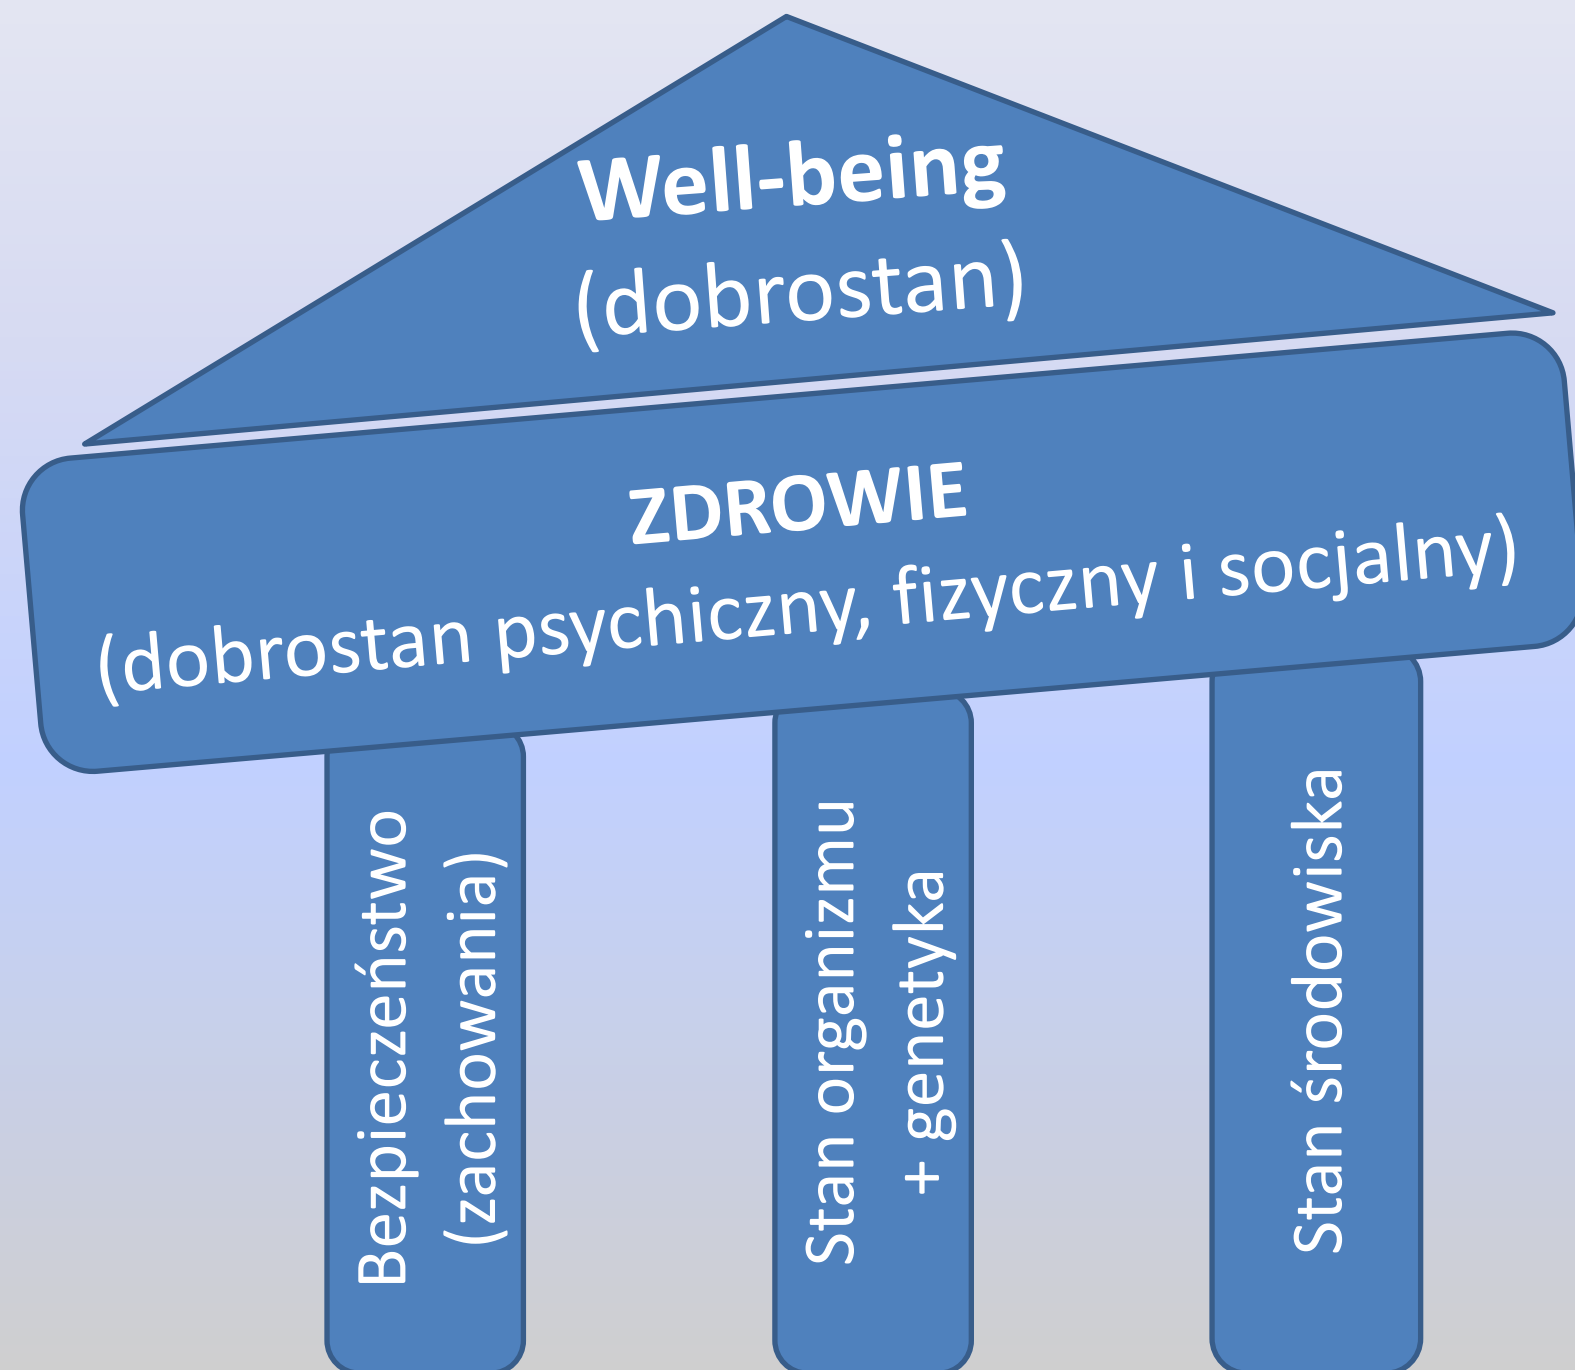 Well-being
(dobrostan)
ZDROWIE
(dobrostan psychiczny, fizyczny i socjalny)
Bezpieczeństwo
(zachowania)
Stan organizmu
+ genetyka
Stan środowiska